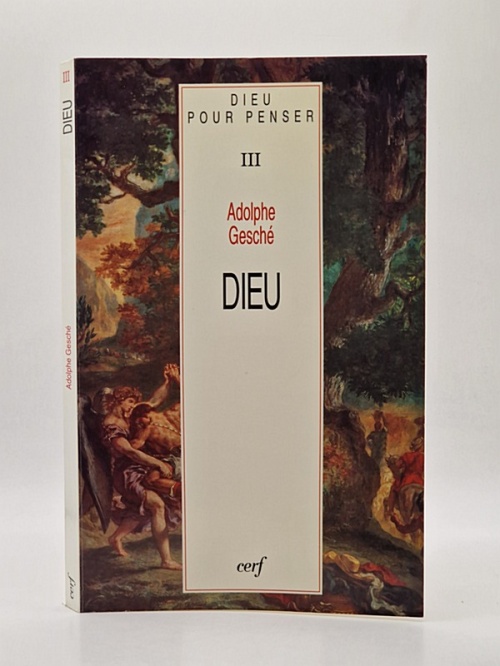 DIEU
POUR PENSER
III
Adolphe
Gesché
DIEU
cerf
III
DIEU
Adolphe Gesché